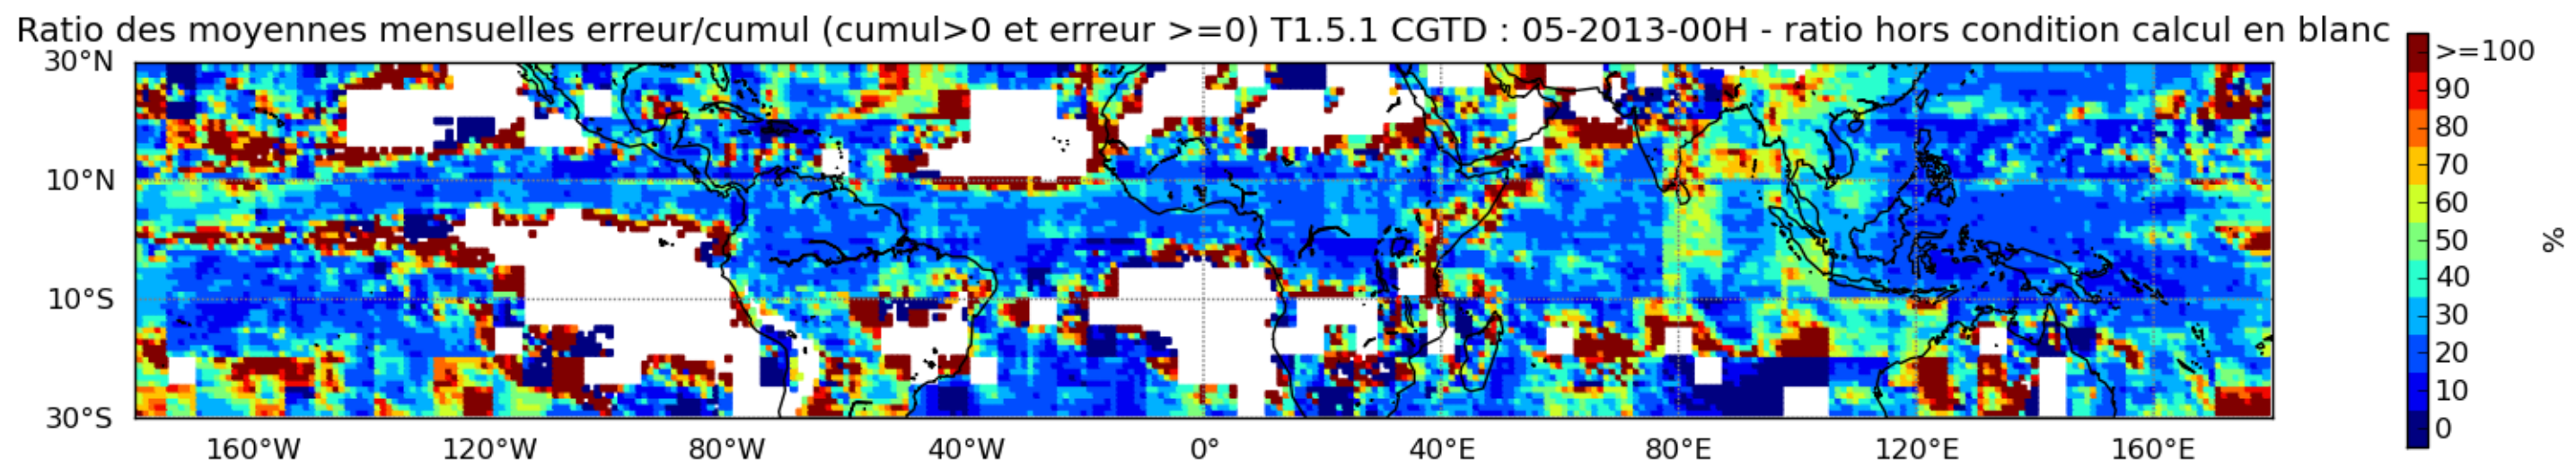 Ratio des moyennes mensuelles erreur/cumul (cumul>0 et erreur >=0) T1.5.1 CGTD : 05-2013-00H - ratio hors condition calcul en blanc
30°N
10°N
10°S
30°S
160°W 120°W 80°W 40°W 0° 40°E 80°E 120°E 160°E
>=100
90
80
70
60
50
40
30
20
10
0
%